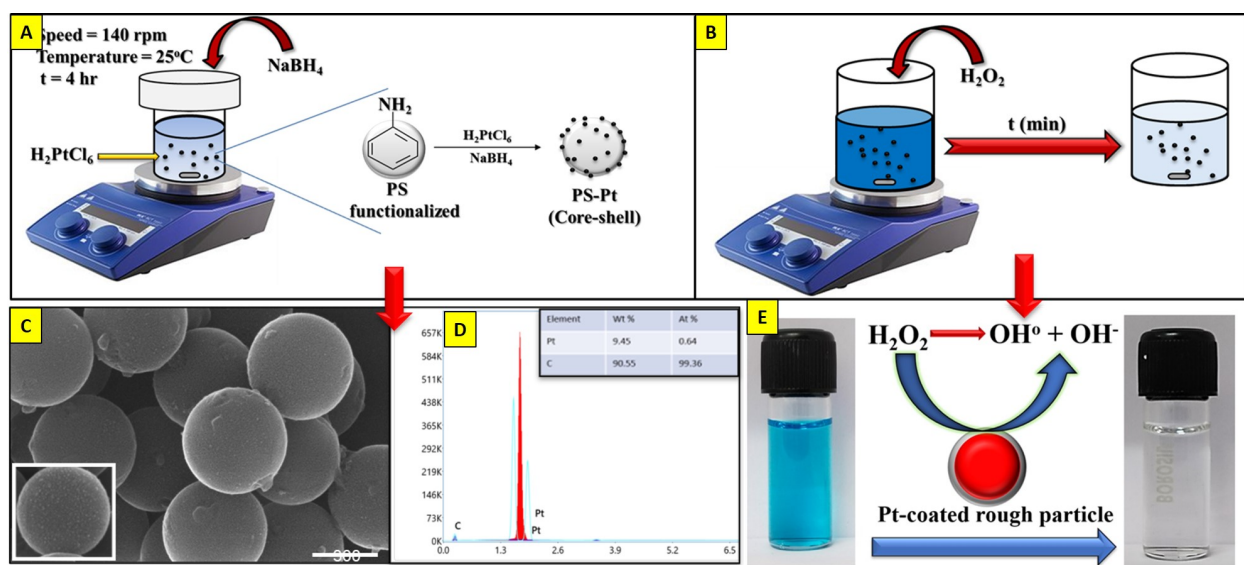 A
Speed = 140 rpm
Temperature = 25°C
t = 4 hr
NaBH₄
H₂PtCl₆
NH₂
H₂PtCl₆
NaBH₄
PS
functionalized
PS-Pt
(Core-shell)
B
H₂O₂
t (min)
C
D
Element Wt % At %
Pt 9.45 0.64
C 90.55 99.36
657K
584K
511K
438K
365K
292K
219K
146K
73K
0K
C
Pt
Pt
0.0 1.3 2.6 3.9 5.2 6.5
E
H₂O₂ OH° + OH⁻
Pt-coated rough particle
BOROSI